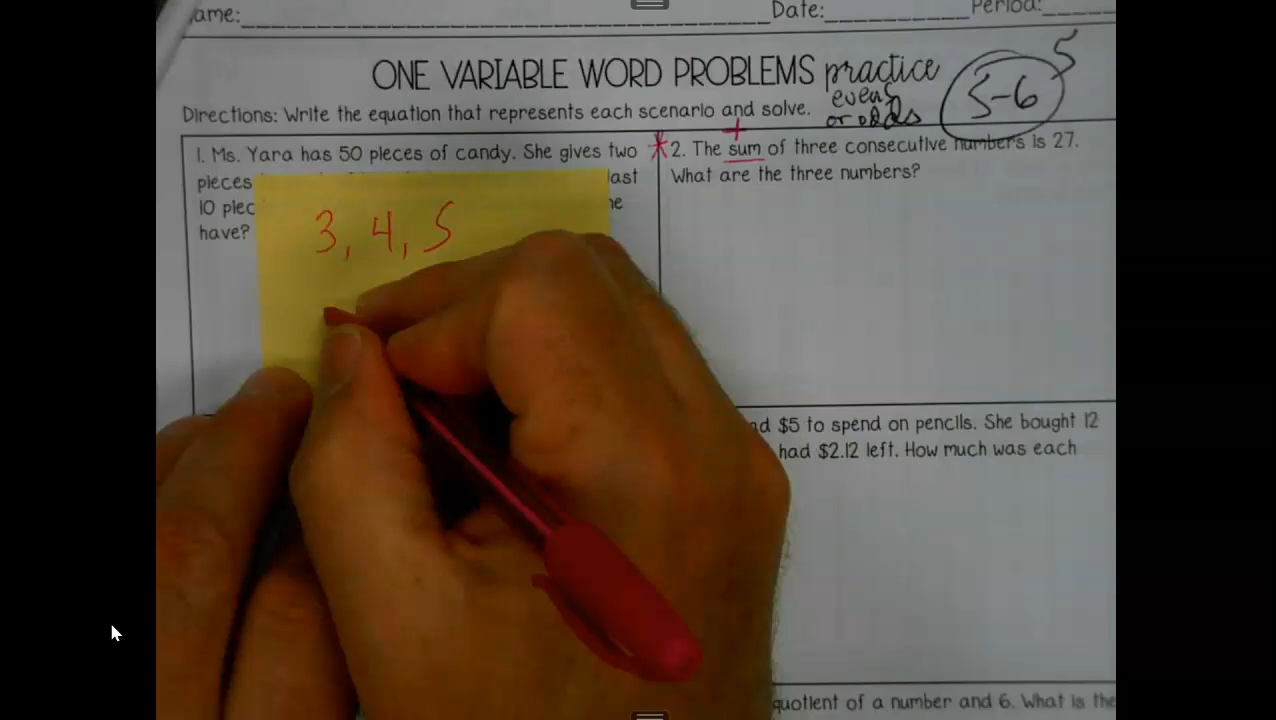 ame: Date: Period:
ONE VARIABLE WORD PROBLEMS practice
3-6
5
evens
or odds
Directions: Write the equation that represents each scenario and solve.
1. Ms. Yara has 50 pieces of candy. She gives two
pieces last
10 piec he
have?
3, 4, 5
+
* 2. The sum of three consecutive numbers is 27.
What are the three numbers?
ad $5 to spend on pencils. She bought 12
had $2.12 left. How much was each
quotient of a number and 6. What is the